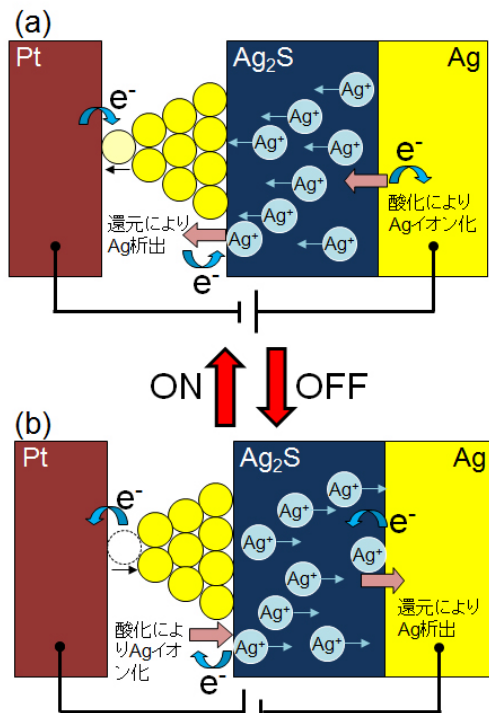 (a)
Pt
Ag₂S
Ag
e⁻
Ag⁺
Ag⁺
Ag⁺
Ag⁺
Ag⁺
Ag⁺
Ag⁺
Ag⁺
e⁻
酸化により
Agイオン化
還元により
Ag析出
e⁻
ON
OFF
(b)
Pt
Ag₂S
Ag
e⁻
Ag⁺
Ag⁺
Ag⁺
Ag⁺
Ag⁺
Ag⁺
Ag⁺
Ag⁺
Ag⁺
e⁻
還元により
Ag析出
酸化によ
りAgイオ
ン化
e⁻